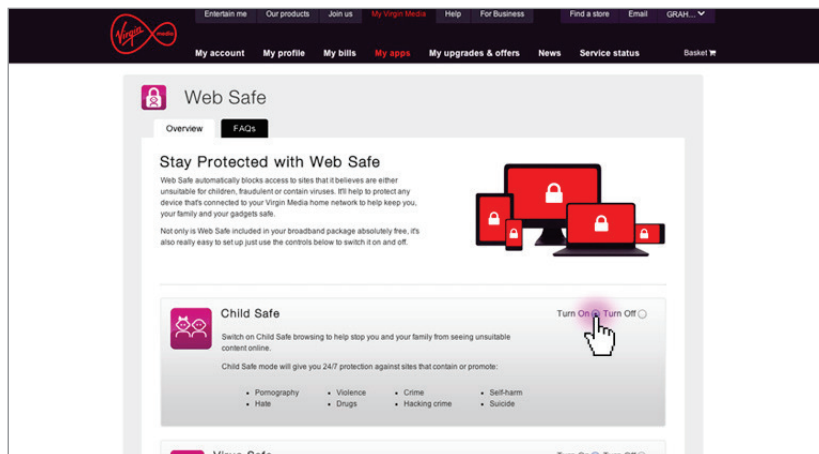 Entertain me Our products Join us My Virgin Media Help For Business Find a store Email GRAH...
Virgin media
My account My profile My bills My apps My upgrades & offers News Service status Basket
Web Safe
Overview FAQs
Stay Protected with Web Safe
Web Safe automatically blocks access to sites that it believes are either
unsuitable for children, fraudulent or contain viruses. It'll help to protect any
device that's connected to your Virgin Media home network to help keep you,
your family and your gadgets safe.
Not only is Web Safe included in your broadband package absolutely free, it's
also really easy to set up just use the controls below to switch it on and off.
Child Safe Turn On Turn Off
Switch on Child Safe browsing to help stop you and your family from seeing unsuitable
content online.
Child Safe mode will give you 24/7 protection against sites that contain or promote:
• Pornography • Violence • Crime • Self-harm
• Hate • Drugs • Hacking crime • Suicide
Virus Safe Turn On Turn Off